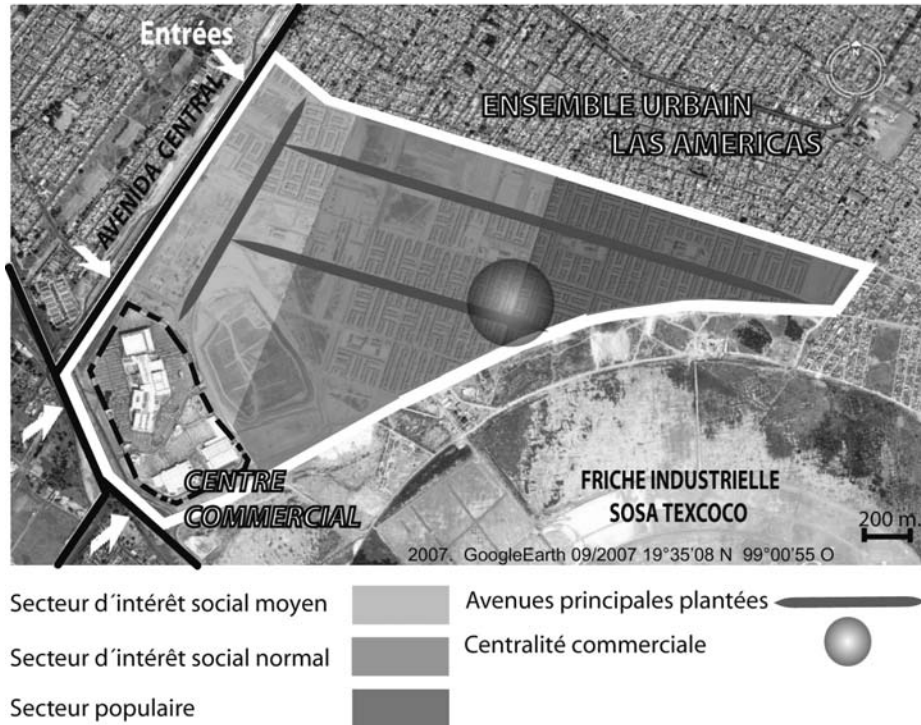 Entrées
AVENIDA CENTRAL
N
ENSEMBLE URBAIN
LAS AMERICAS
CENTRE
COMMERCIAL
FRICHE INDUSTRIELLE
SOSA TEXCOCO
200 m
2007. GoogleEarth 09/2007 19°35'08 N 99°00'55 O
Secteur d´intérêt social moyen
Avenues principales plantées
Secteur d´intérêt social normal
Centralité commerciale
Secteur populaire